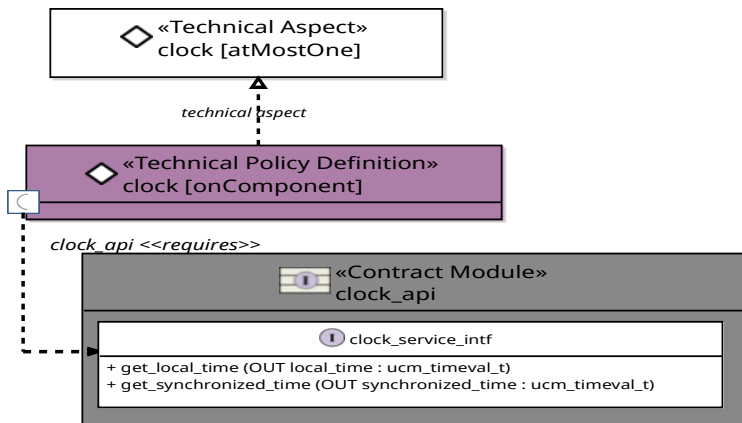 «Technical Aspect»
clock [atMostOne]
technical aspect
«Technical Policy Definition»
clock [onComponent]
clock_api <<requires>>
I
«Contract Module»
clock_api
I clock_service_intf
+ get_local_time (OUT local_time : ucm_timeval_t)
+ get_synchronized_time (OUT synchronized_time : ucm_timeval_t)